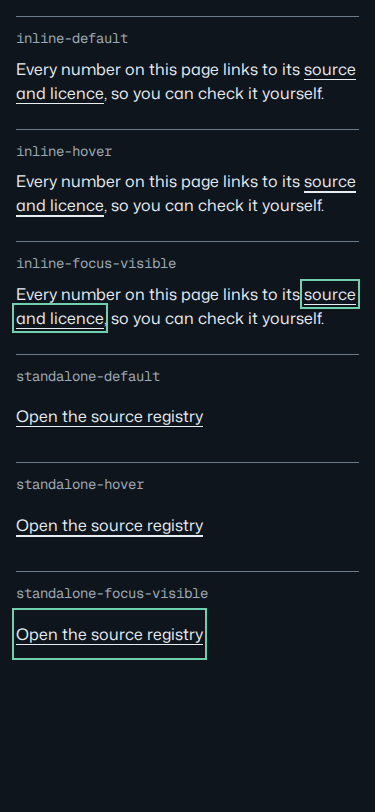 inline-default
Every number on this page links to its source
and licence, so you can check it yourself.
inline-hover
Every number on this page links to its source
and licence, so you can check it yourself.
inline-focus-visible
Every number on this page links to its source
and licence, so you can check it yourself.
standalone-default
Open the source registry
standalone-hover
Open the source registry
standalone-focus-visible
Open the source registry